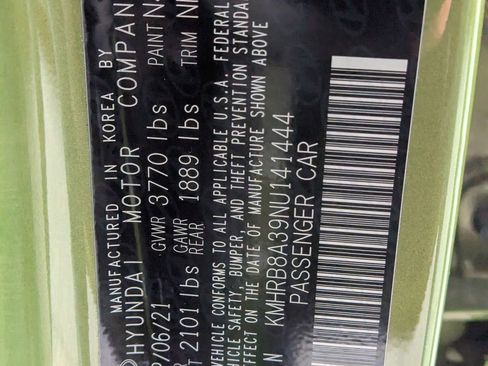 MANUFACTURED IN KOREA BY
HYUNDAI MOTOR COMPAN
/06/21 GVWR 3770 lbs PAINT N
2101 lbs GAWR REAR 1889 lbs TRIM
VEHICLE CONFORMS TO ALL APPLICABLE U.S.A. FEDERAL
VEHICLE SAFETY, BUMPER, AND THEFT PREVENTION STANDA
IN EFFECT ON THE DATE OF MANUFACTURE SHOWN ABOVE
KMHRB8A39NU141444
PASSENGER CAR